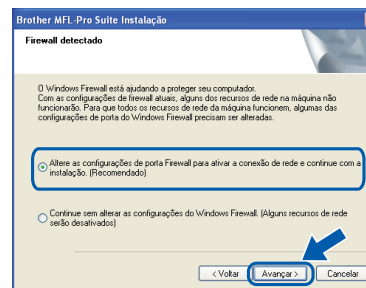 Brother MFL-Pro Suite Instalação
Firewall detectado
O Windows Firewall está ajudando a proteger seu computador.
Com as configurações de firewall atuais, alguns dos recursos de rede na máquina não
funcionarão. Para que todos os recursos de rede da máquina funcionem, algumas das
configurações de porta do Windows Firewall precisam ser alteradas.
Altere as configurações de porta Firewall para ativar a conexão de rede e continue com a
instalação. (Recomendado)
Continue sem alterar as configurações do Windows Firewall. (Alguns recursos de rede
serão desativados)
< Voltar
Avançar >
Cancelar